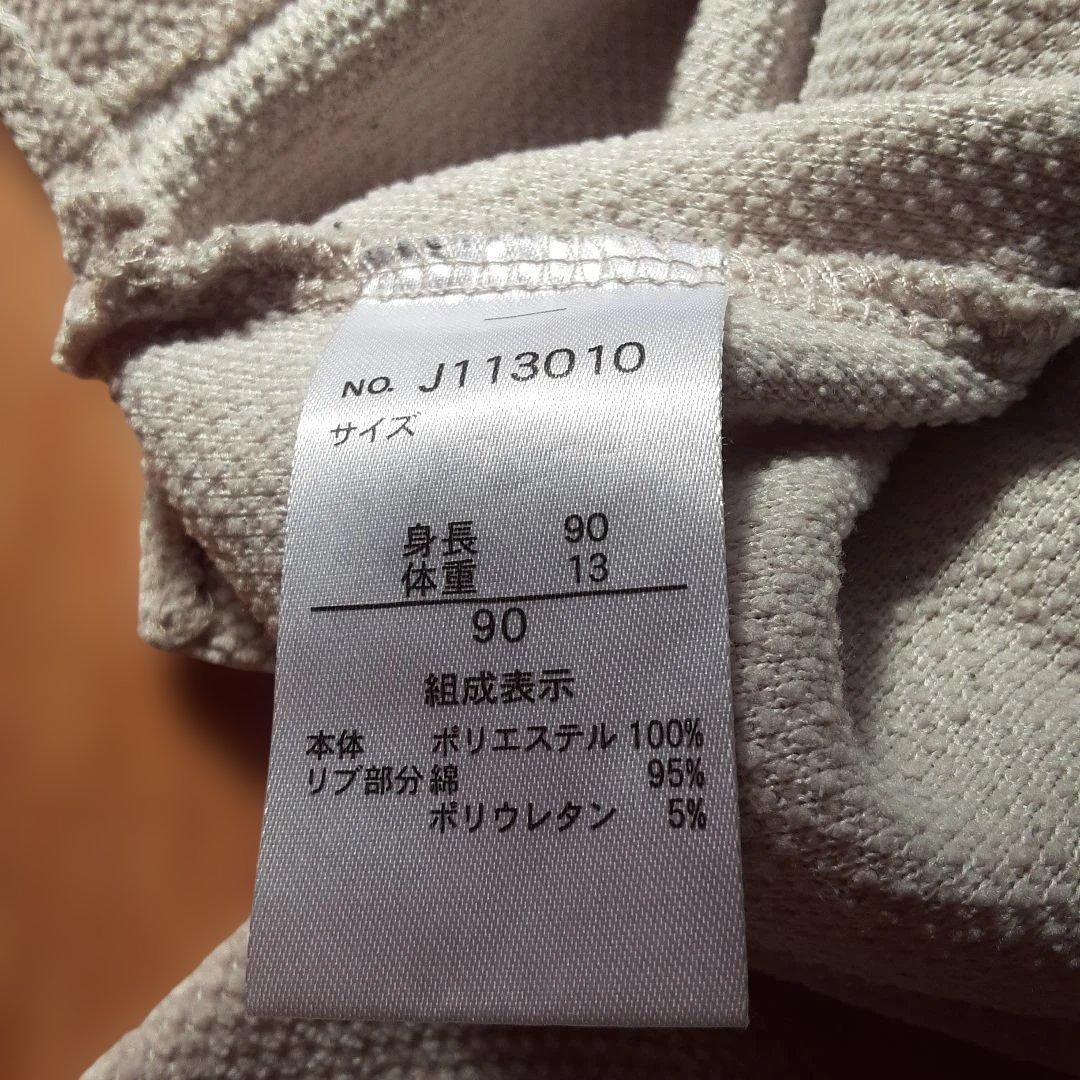 NO. J113010
サイズ
身長 90
体重 13
90
組成表示
本体 ポリエステル 100%
リブ部分 綿 95%
ポリウレタン 5%